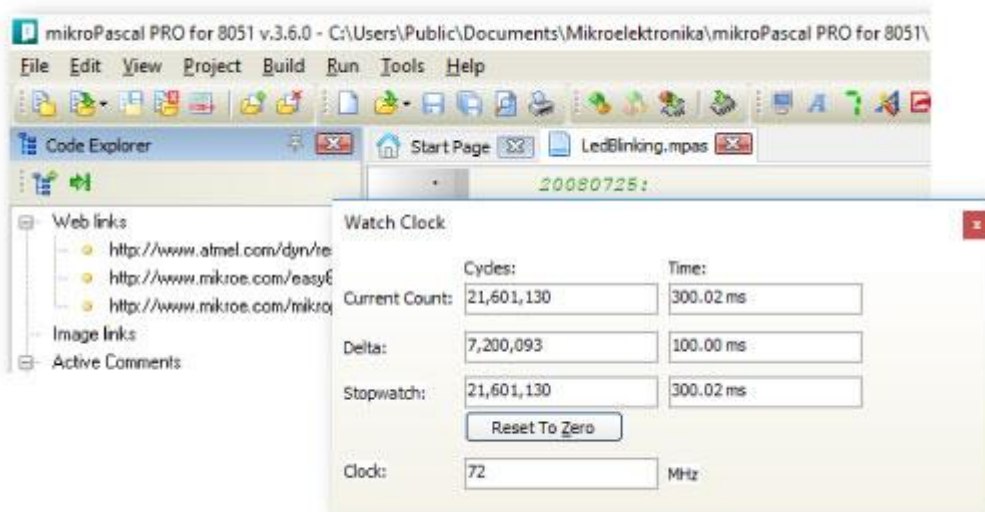 mikroPascal PRO for 8051 v.3.6.0 - C:\Users\Public\Documents\Mikroelektronika\mikroPascal PRO for 8051\
File Edit View Project Build Run Tools Help
Code Explorer
Start Page
LedBlinking.mpas
20080725:
Web links
http://www.atmel.com/dyn/re
http://www.mikroe.com/easy8
http://www.mikroe.com/mikrop
Image links
Active Comments
Watch Clock
Cycles: Time:
Current Count: 21,601,130 300.02 ms
Delta: 7,200,093 100.00 ms
Stopwatch: 21,601,130 300.02 ms
Reset To Zero
Clock: 72 MHz